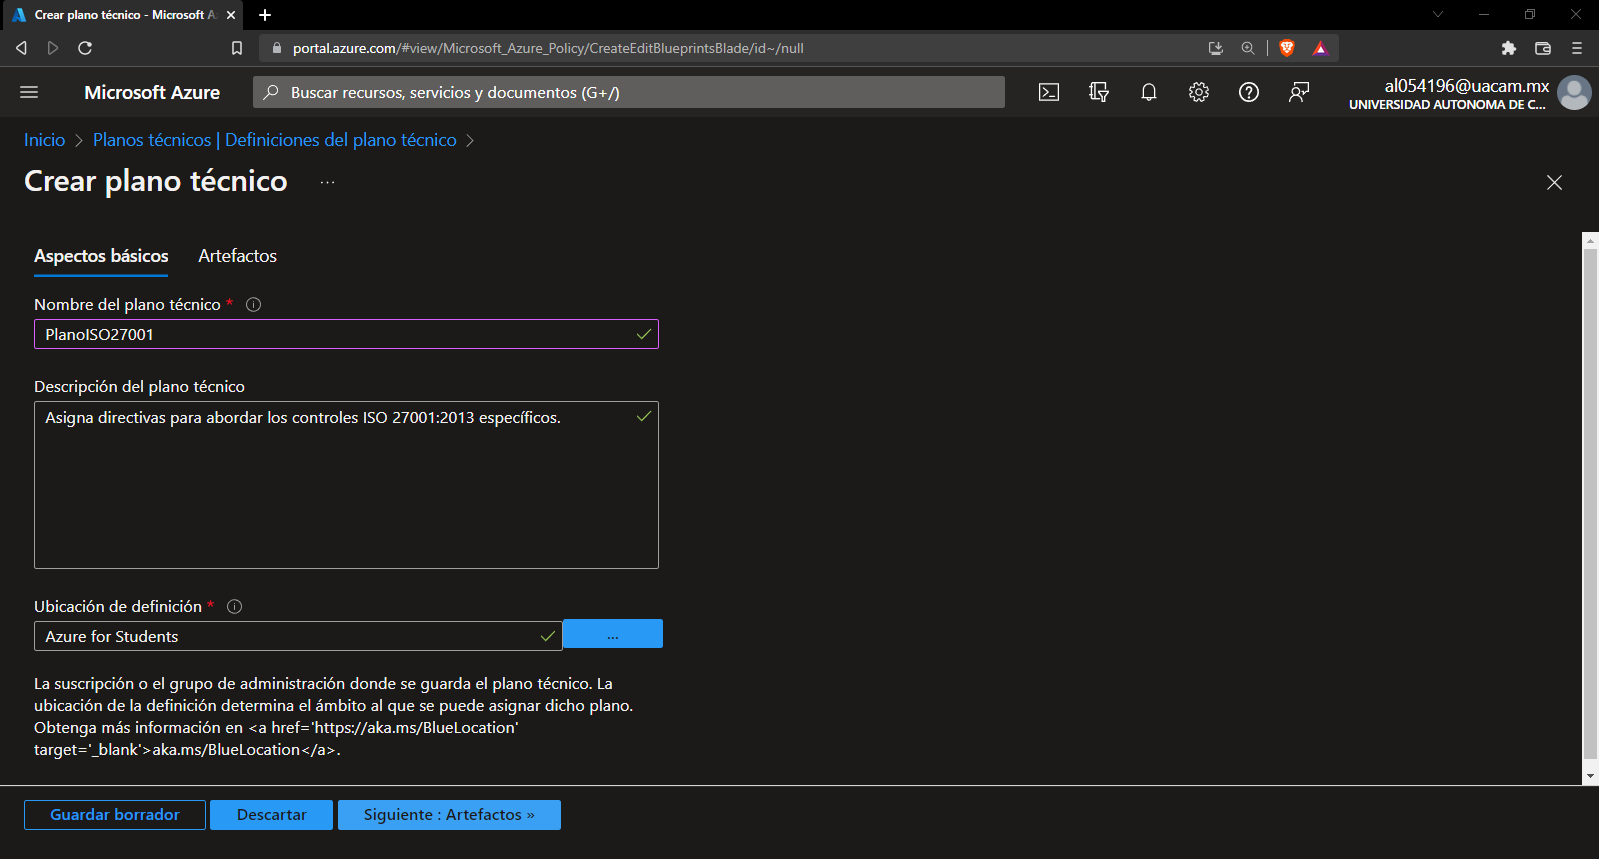 Crear plano técnico - Microsoft A
portal.azure.com/#view/Microsoft_Azure_Policy/CreateEditBlueprintsBlade/id~/null
Microsoft Azure
Buscar recursos, servicios y documentos (G+/)
al054196@uacam.mx
UNIVERSIDAD AUTONOMA DE C...
Inicio > Planos técnicos | Definiciones del plano técnico >
Crear plano técnico ...
Aspectos básicos Artefactos
Nombre del plano técnico *
PlanoISO27001
Descripción del plano técnico
Asigna directivas para abordar los controles ISO 27001:2013 específicos.
Ubicación de definición *
Azure for Students
...
La suscripción o el grupo de administración donde se guarda el plano técnico. La
ubicación de la definición determina el ámbito al que se puede asignar dicho plano.
Obtenga más información en <a href='https://aka.ms/BlueLocation'
target='_blank'>aka.ms/BlueLocation</a>.
Guardar borrador Descartar Siguiente : Artefactos »